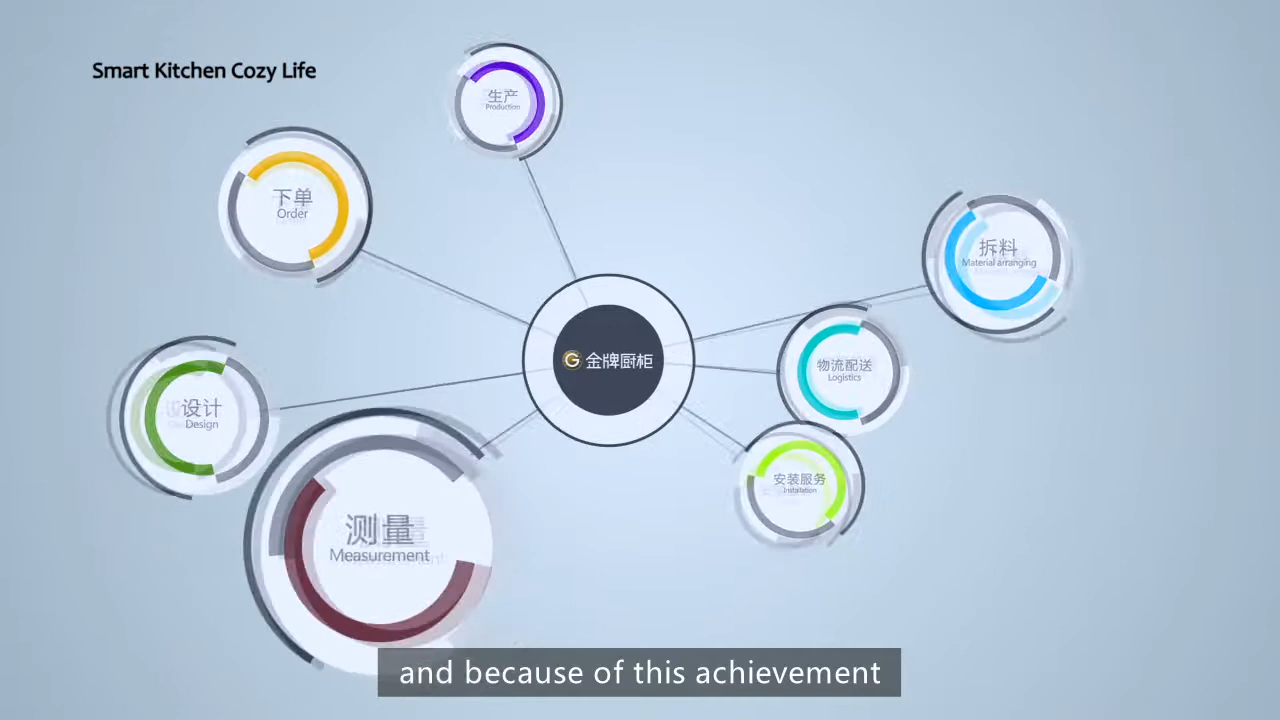 Smart Kitchen Cozy Life
生产
Production
下单
Order
拆料
Material arranging
G 金牌厨柜
物流配送
Logistics
设计
Design
安装服务
Installation
测量
Measurement
and because of this achievement